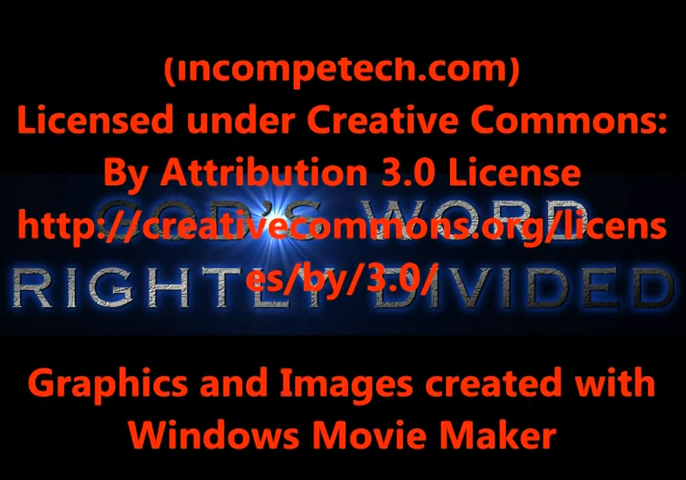 (incompetech.com)
Licensed under Creative Commons:
By Attribution 3.0 License
http://creativecommons.org/licens
es/by/3.0/
GOD'S WORD
RIGHTLY DIVIDED
Graphics and Images created with
Windows Movie Maker